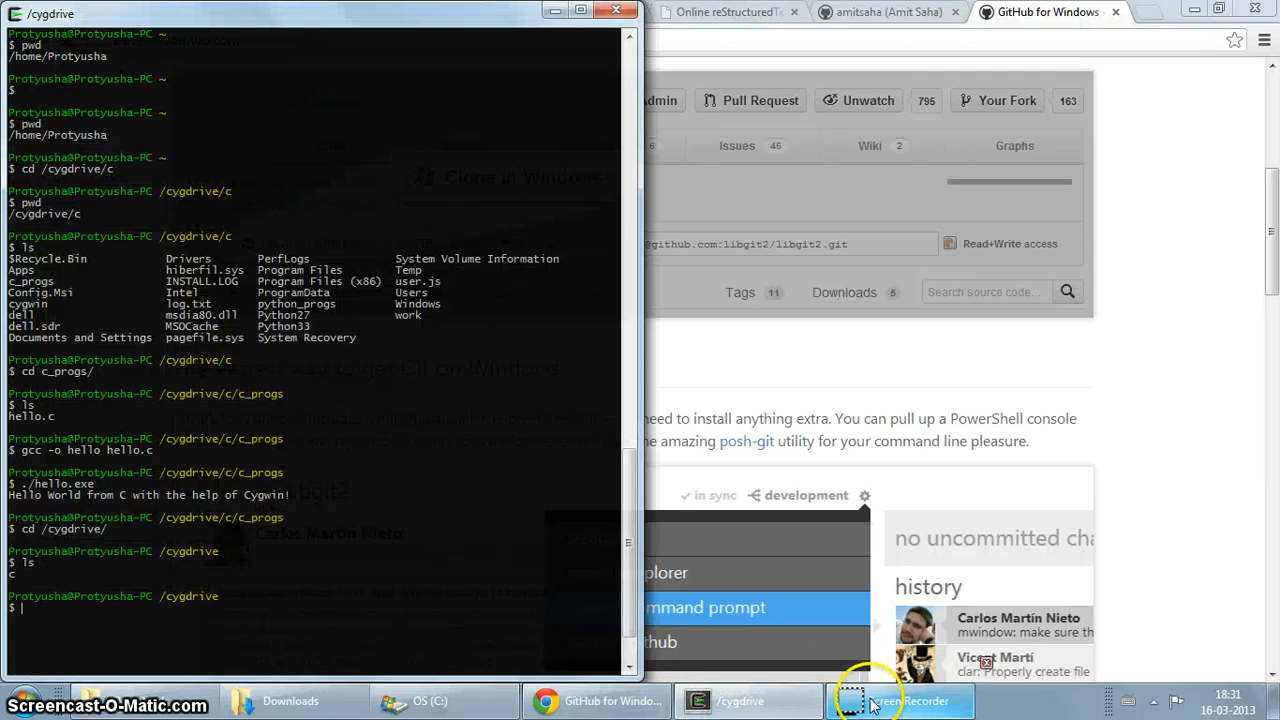 /cygdrive
Online reStructuredT
amitsaha (Amit Saha)
GitHub for Windows -
Protyusha@Protyusha-PC ~
$ pwd
/home/Protyusha
Protyusha@Protyusha-PC ~
$
Protyusha@Protyusha-PC ~
$ pwd
/home/Protyusha
Protyusha@Protyusha-PC ~
$ cd /cygdrive/c
Protyusha@Protyusha-PC /cygdrive/c
$ pwd
/cygdrive/c
Protyusha@Protyusha-PC /cygdrive/c
$ ls
$Recycle.Bin Drivers PerfLogs System Volume Information
Apps hiberfil.sys Program Files Temp
c_progs INSTALL.LOG Program Files (x86) user.js
Config.Msi Intel ProgramData Users
cygwin log.txt python_progs Windows
dell msdia80.dll Python27 work
dell.sdr MSOCache Python33
Documents and Settings pagefile.sys System Recovery
Protyusha@Protyusha-PC /cygdrive/c
$ cd c_progs/
Protyusha@Protyusha-PC /cygdrive/c/c_progs
$ ls
hello.c
Protyusha@Protyusha-PC /cygdrive/c/c_progs
$ gcc -o hello hello.c
Protyusha@Protyusha-PC /cygdrive/c/c_progs
$ ./hello.exe
Hello World from C with the help of Cygwin!
Protyusha@Protyusha-PC /cygdrive/c/c_progs
$ cd /cygdrive/
Protyusha@Protyusha-PC /cygdrive
$ ls
c
Protyusha@Protyusha-PC /cygdrive
$
Clone in Windows
Carlos Martín Nieto
dmin Pull Request Unwatch 795 Your Fork 163
6 Issues 46 Wiki 2 Graphs
@github.com:libgit2/libgit2.git Read+Write access
Tags 11 Downloads 5 Search source code...
need to install anything extra. You can pull up a PowerShell console
he amazing posh-git utility for your command line pleasure.
in sync development
no uncommitted cha
xplorer
history
mmand prompt
thub
Carlos Martín Nieto
mwindow: make sure th
Vicent Martí
clar: Properly create file
Downloads
OS (C:)
GitHub for Windo...
/cygdrive
creen Recorder
18:31
16-03-2013
Screencast-O-Matic.com